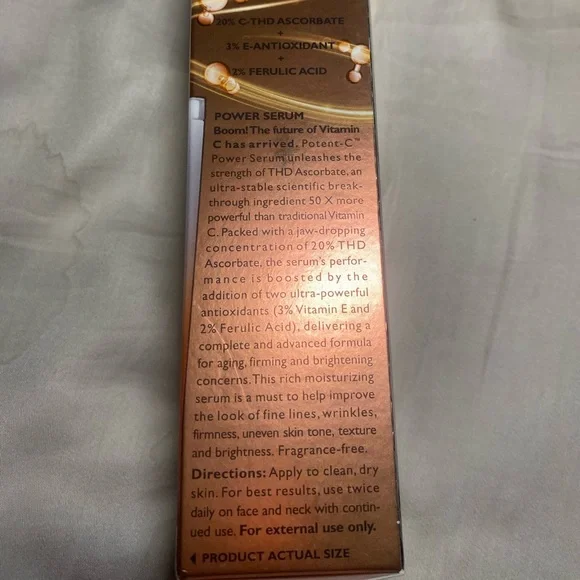 20% C-THD ASCORBATE
+
3% E-ANTIOXIDANT
+
2% FERULIC ACID
POWER SERUM
Boom! The future of Vitamin
C has arrived. Potent-C™
Power Serum unleashes the
strength of THD Ascorbate, an
ultra-stable scientific break-
through ingredient 50 X more
powerful than traditional Vitamin
C. Packed with a jaw-dropping
concentration of 20% THD
Ascorbate, the serum's perfor-
mance is boosted by the
addition of two ultra-powerful
antioxidants (3% Vitamin E and
2% Ferulic Acid), delivering a
complete and advanced formula
for aging, firming and brightening
concerns. This rich moisturizing
serum is a must to help improve
the look of fine lines, wrinkles,
firmness, uneven skin tone, texture
and brightness. Fragrance-free.
Directions: Apply to clean, dry
skin. For best results, use twice
daily on face and neck with contin-
ued use. For external use only.
PRODUCT ACTUAL SIZE